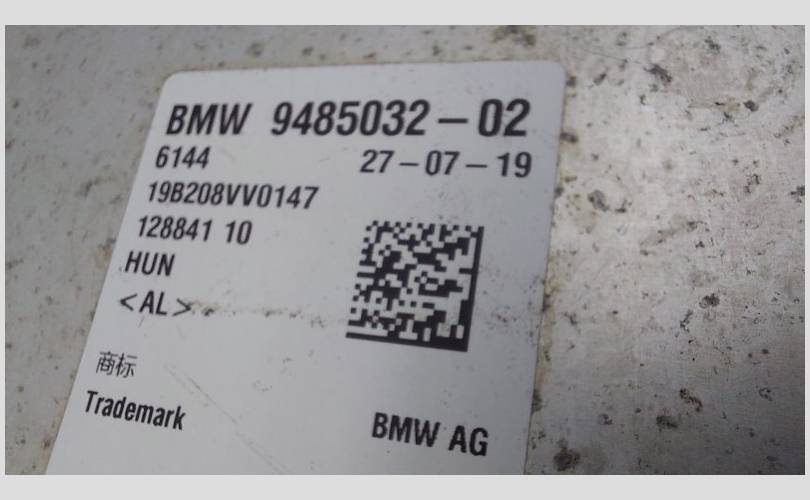 BMW 9485032-02
6144 27-07-19
19B208VV0147
128841 10
HUN
<AL>
商标
Trademark
BMW AG